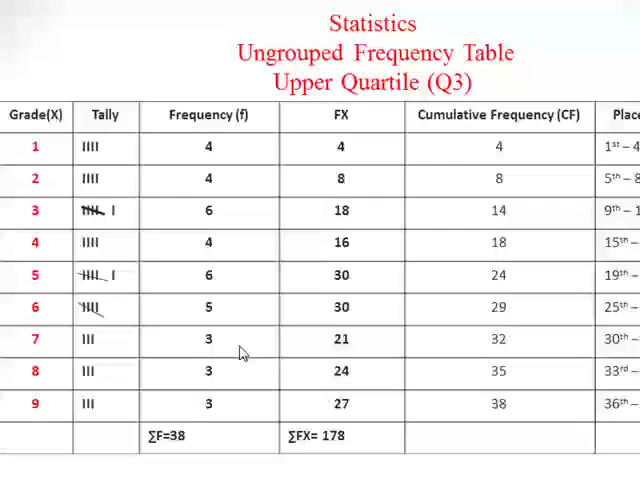 Statistics
Ungrouped Frequency Table
Upper Quartile (Q3)
Grade(X) Tally Frequency (f) FX Cumulative Frequency (CF) Place
1 IIII 4 4 4 1st – 4
2 IIII 4 8 8 5th – 8
3 IIII I 6 18 14 9th – 1
4 IIII 4 16 18 15th –
5 IIII I 6 30 24 19th –
6 IIII 5 30 29 25th –
7 III 3 21 32 30th –
8 III 3 24 35 33rd –
9 III 3 27 38 36th –
∑F=38 ∑FX= 178